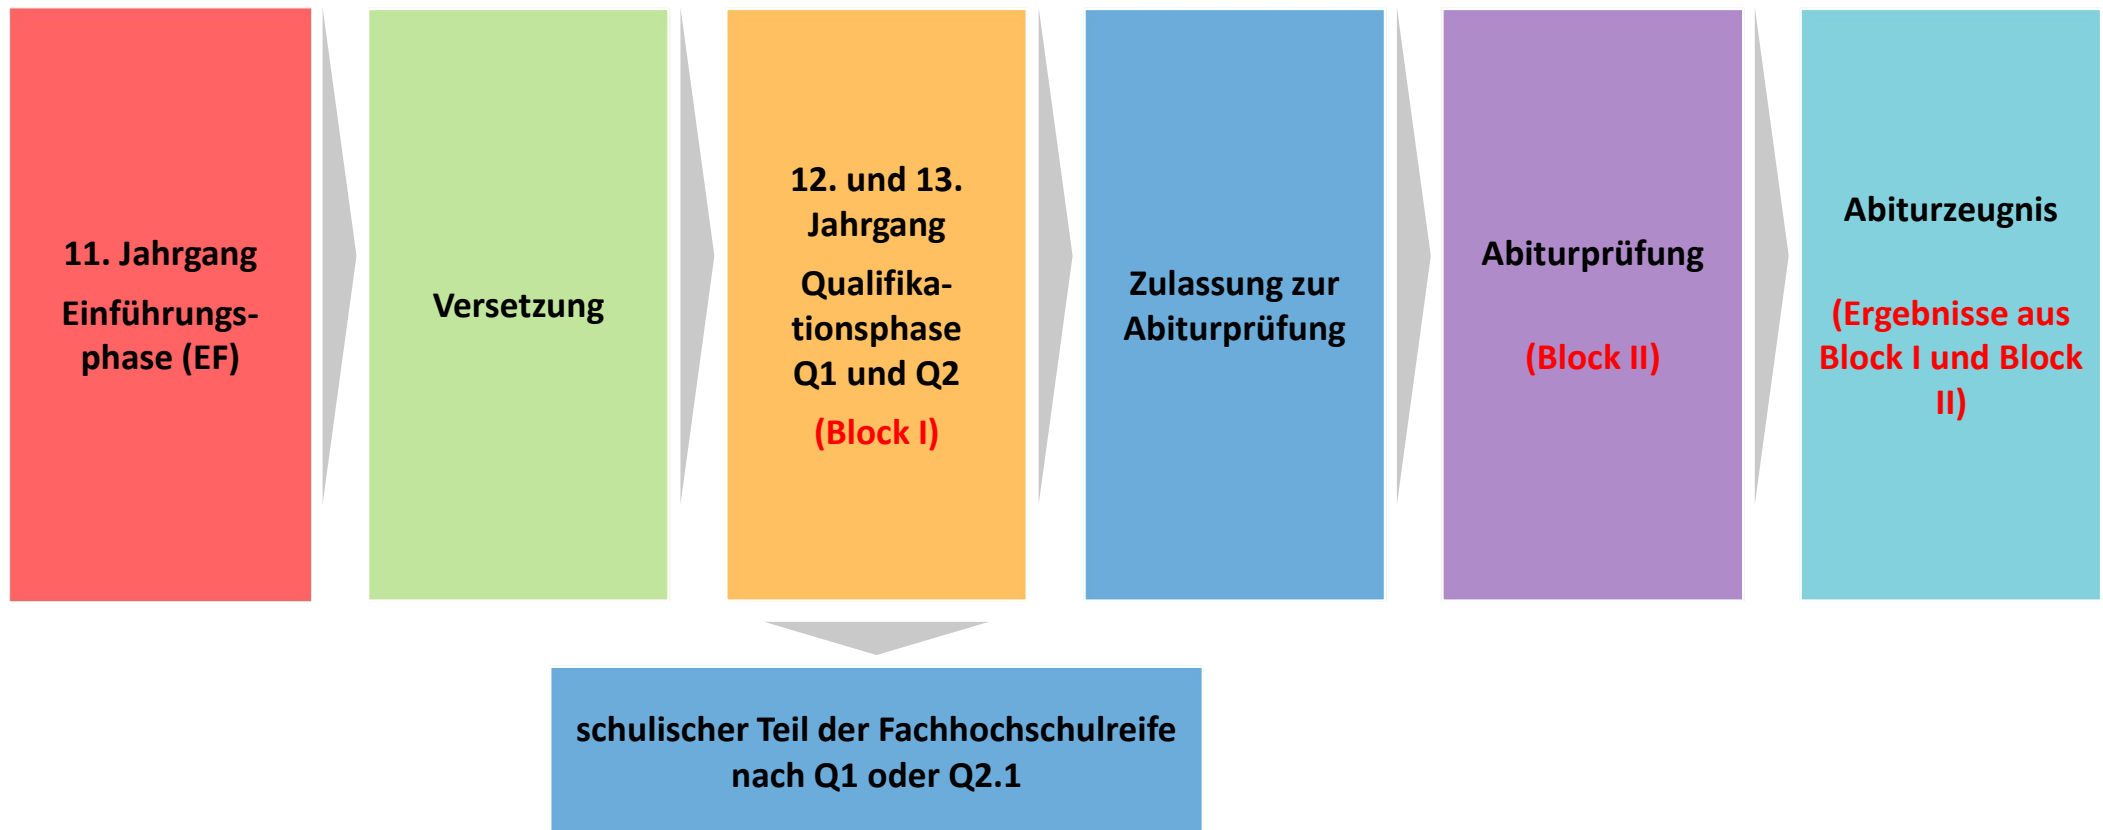 11. Jahrgang
Einführungs-
phase (EF)
Versetzung
12. und 13.
Jahrgang
Qualifika-
tionsphase
Q1 und Q2
(Block I)
Zulassung zur
Abiturprüfung
Abiturprüfung
(Block II)
Abiturzeugnis
(Ergebnisse aus
Block I und Block
II)
schulischer Teil der Fachhochschulreife
nach Q1 oder Q2.1